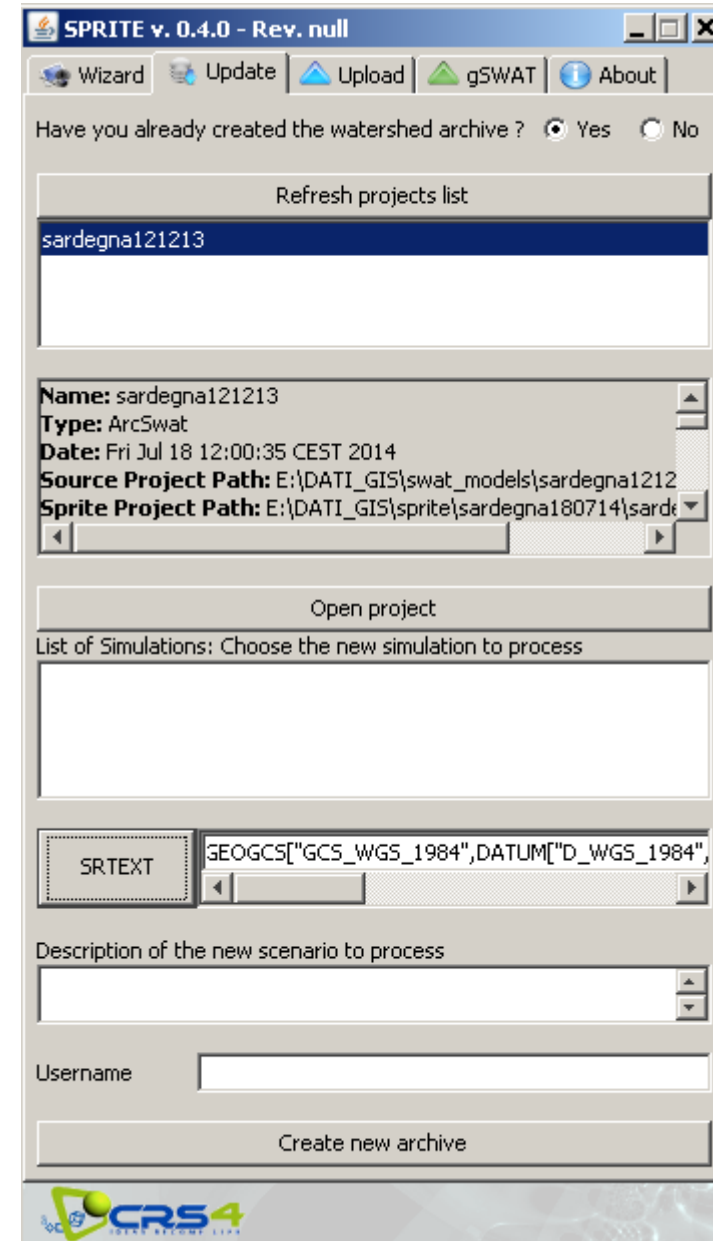 SPRITE v. 0.4.0 - Rev. null
Wizard Update Upload gSWAT About
Have you already created the watershed archive ? Yes No
Refresh projects list
sardegna121213
Name: sardegna121213
Type: ArcSwat
Date: Fri Jul 18 12:00:35 CEST 2014
Source Project Path: E:\DATI_GIS\swat_models\sardegna1212
Sprite Project Path: E:\DATI_GIS\sprite\sardegna180714\sarde
Open project
List of Simulations: Choose the new simulation to process
SRTEXT GEOGCS["GCS_WGS_1984",DATUM["D_WGS_1984",
Description of the new scenario to process
Username
Create new archive
CRS4
IDEAS BECOME LIFE